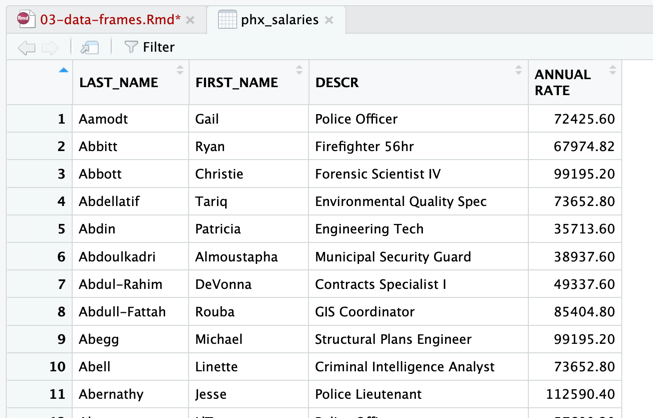 03-data-frames.Rmd* phx_salaries
Filter
LAST_NAME FIRST_NAME DESCR ANNUAL RATE
1 Aamodt Gail Police Officer 72425.60
2 Abbitt Ryan Firefighter 56hr 67974.82
3 Abbott Christie Forensic Scientist IV 99195.20
4 Abdellatif Tariq Environmental Quality Spec 73652.80
5 Abdin Patricia Engineering Tech 35713.60
6 Abdoulkadri Almoustapha Municipal Security Guard 38937.60
7 Abdul-Rahim DeVonna Contracts Specialist I 49337.60
8 Abdull-Fattah Rouba GIS Coordinator 85404.80
9 Abegg Michael Structural Plans Engineer 99195.20
10 Abell Linette Criminal Intelligence Analyst 73652.80
11 Abernathy Jesse Police Lieutenant 112590.40